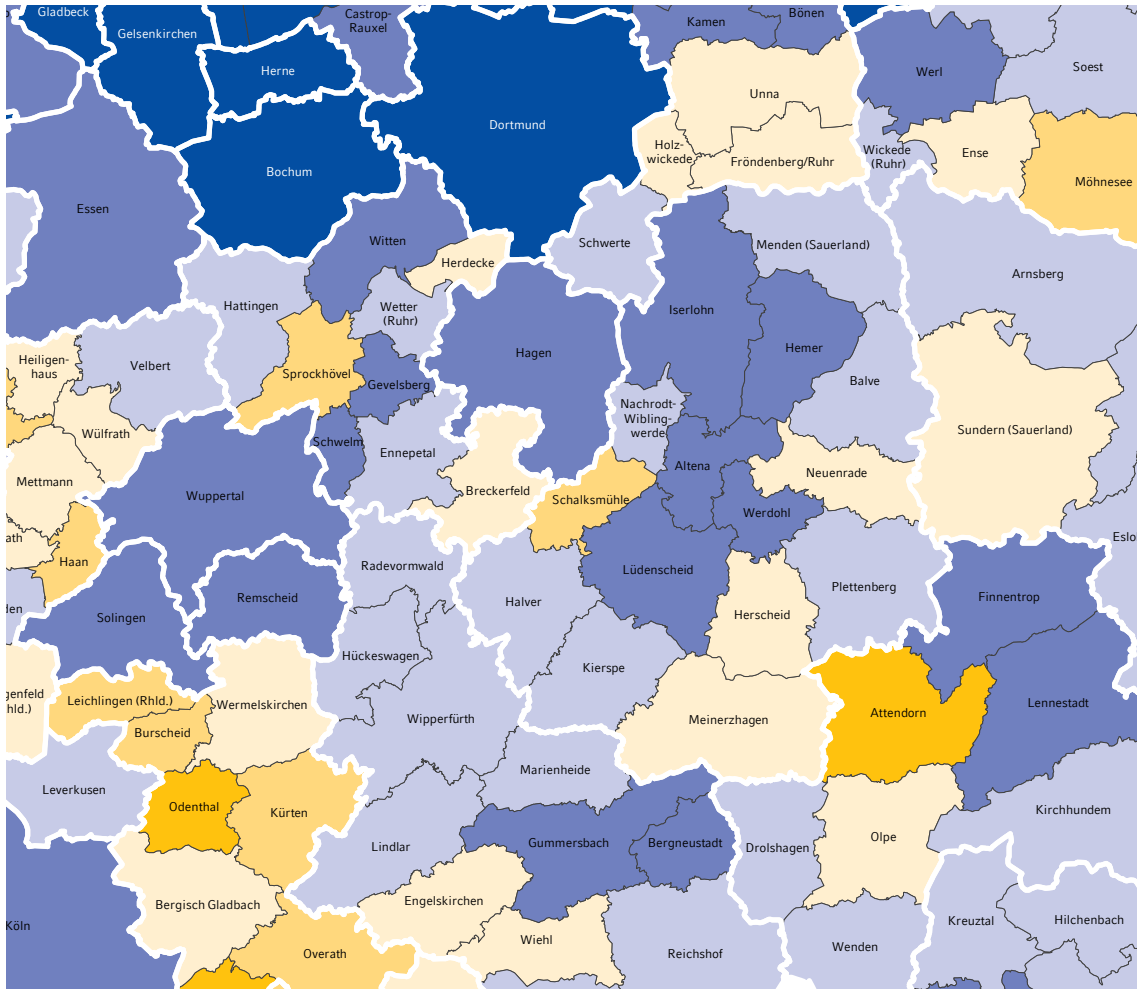 Gladbeck
Gelsenkirchen
Castrop-
Rauxel
Kamen
Bönen
Herne
Werl
Soest
Unna
Dortmund
Holz-
wickede
Fröndenberg/Ruhr
Wickede
(Ruhr)
Ense
Bochum
Möhnesee
Essen
Witten
Schwerte
Menden (Sauerland)
Herdecke
Arnsberg
Hattingen
Wetter
(Ruhr)
Iserlohn
Heiligen-
haus
Velbert
Sprockhövel
Gevelsberg
Hagen
Hemer
Balve
Nachrodt-
Wibling-
werde
Wülfrath
Schwelm
Ennepetal
Sundern (Sauerland)
Mettmann
Wuppertal
Breckerfeld
Schalksmühle
Altena
Neuenrade
Werdohl
ath
Haan
Radevormwald
Eslo
Lüdenscheid
Plettenberg
den
Solingen
Remscheid
Halver
Herscheid
Finnentrop
Hückeswagen
Kierspe
genfeld
hld.)
Leichlingen (Rhld.)
Wermelskirchen
Burscheid
Wipperfürth
Meinerzhagen
Attendorn
Lennestadt
Leverkusen
Odenthal
Kürten
Marienheide
Kirchhundem
Lindlar
Gummersbach
Bergneustadt
Drolshagen
Olpe
Bergisch Gladbach
Engelskirchen
Köln
Kreuztal
Hilchenbach
Overath
Wiehl
Reichshof
Wenden